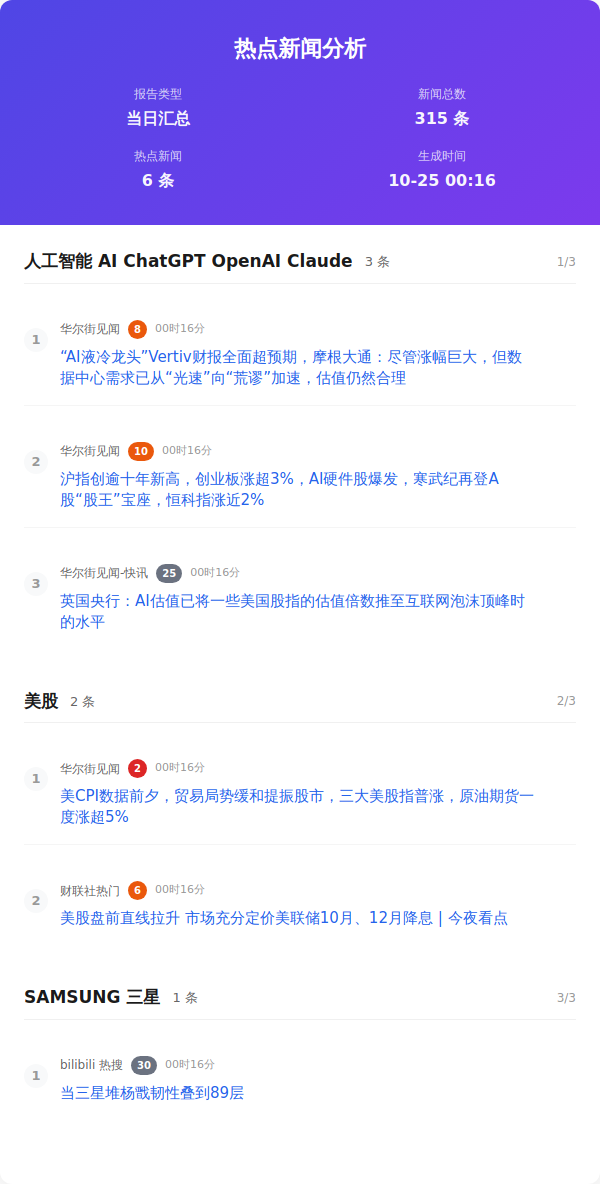 热点新闻分析
报告类型
新闻总数
当日汇总
315 条
热点新闻
生成时间
6 条
10-25 00:16
人工智能 AI ChatGPT OpenAI Claude 3 条 1/3
华尔街见闻 8 00时16分
1
“AI液冷龙头”Vertiv财报全面超预期，摩根大通：尽管涨幅巨大，但数
据中心需求已从“光速”向“荒谬”加速，估值仍然合理
华尔街见闻 10 00时16分
2
沪指创逾十年新高，创业板涨超3%，AI硬件股爆发，寒武纪再登A
股“股王”宝座，恒科指涨近2%
华尔街见闻-快讯 25 00时16分
3
英国央行：AI估值已将一些美国股指的估值倍数推至互联网泡沫顶峰时
的水平
美股 2 条 2/3
华尔街见闻 2 00时16分
1
美CPI数据前夕，贸易局势缓和提振股市，三大美股指普涨，原油期货一
度涨超5%
财联社热门 6 00时16分
2
美股盘前直线拉升 市场充分定价美联储10月、12月降息 | 今夜看点
SAMSUNG 三星 1 条 3/3
bilibili 热搜 30 00时16分
1
当三星堆杨戬韧性叠到89层